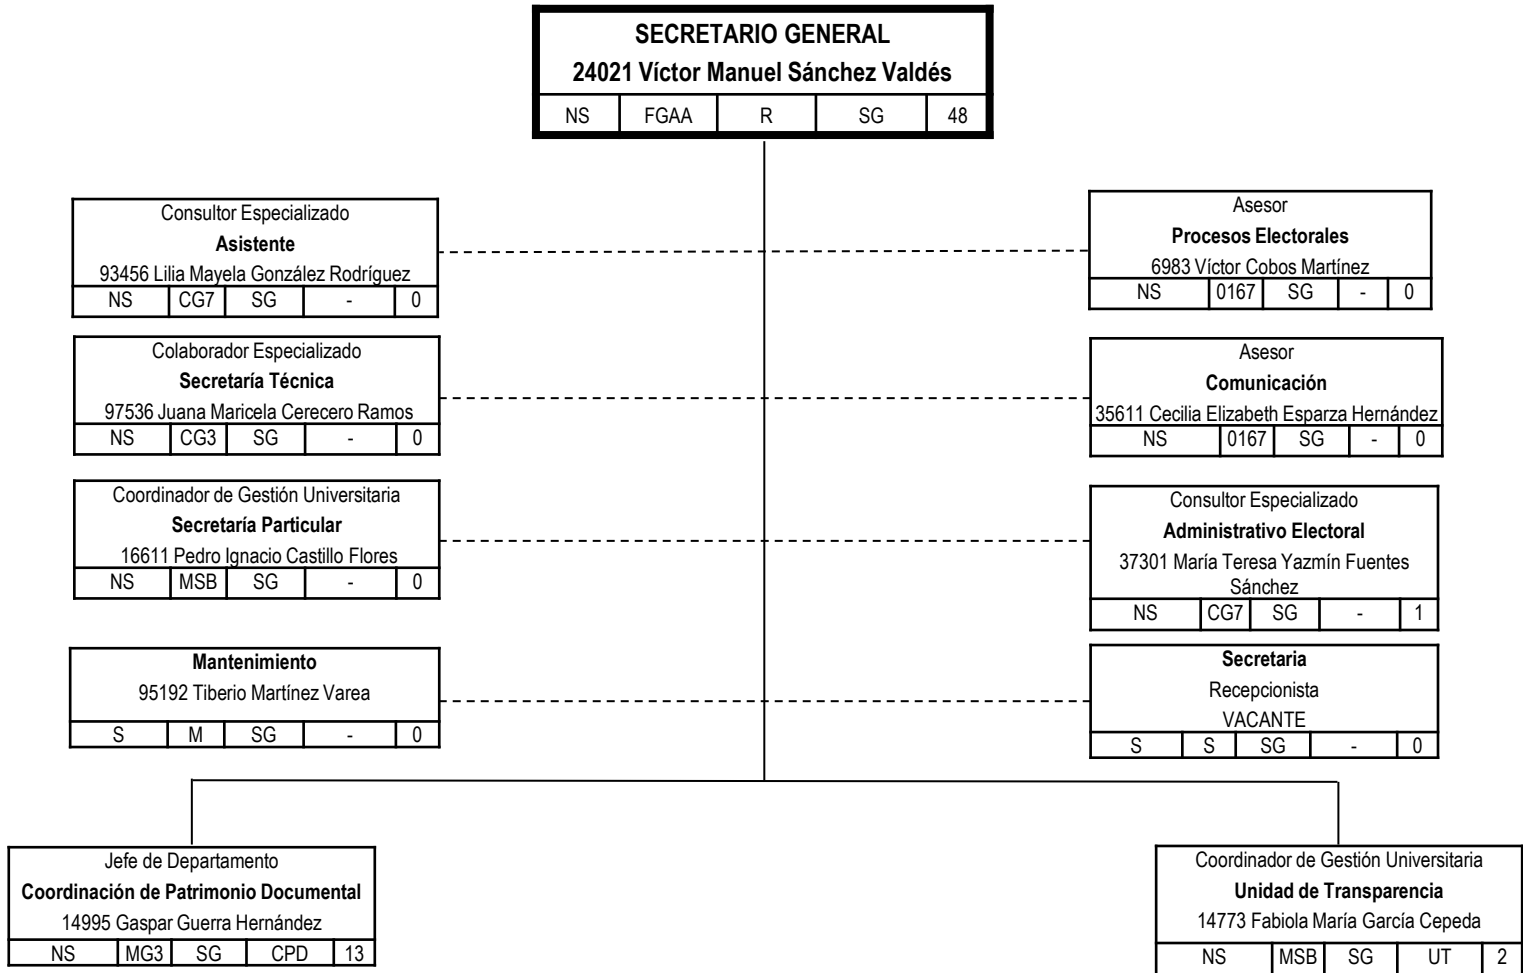 SECRETARIO GENERAL
24021 Víctor Manuel Sánchez Valdés
NS FGAA R SG 48
Consultor Especializado
Asistente
93456 Lilia Mayela González Rodríguez
NS CG7 SG - 0
Asesor
Procesos Electorales
6983 Víctor Cobos Martínez
NS 0167 SG - 0
Colaborador Especializado
Secretaría Técnica
97536 Juana Maricela Cerecero Ramos
NS CG3 SG - 0
Asesor
Comunicación
35611 Cecilia Elizabeth Esparza Hernández
NS 0167 SG - 0
Coordinador de Gestión Universitaria
Secretaría Particular
16611 Pedro Ignacio Castillo Flores
NS MSB SG - 0
Consultor Especializado
Administrativo Electoral
37301 María Teresa Yazmín Fuentes
Sánchez
NS CG7 SG - 1
Mantenimiento
95192 Tiberio Martínez Varea
S M SG - 0
Secretaria
Recepcionista
VACANTE
S S SG - 0
Jefe de Departamento
Coordinación de Patrimonio Documental
14995 Gaspar Guerra Hernández
NS MG3 SG CPD 13
Coordinador de Gestión Universitaria
Unidad de Transparencia
14773 Fabiola María García Cepeda
NS MSB SG UT 2